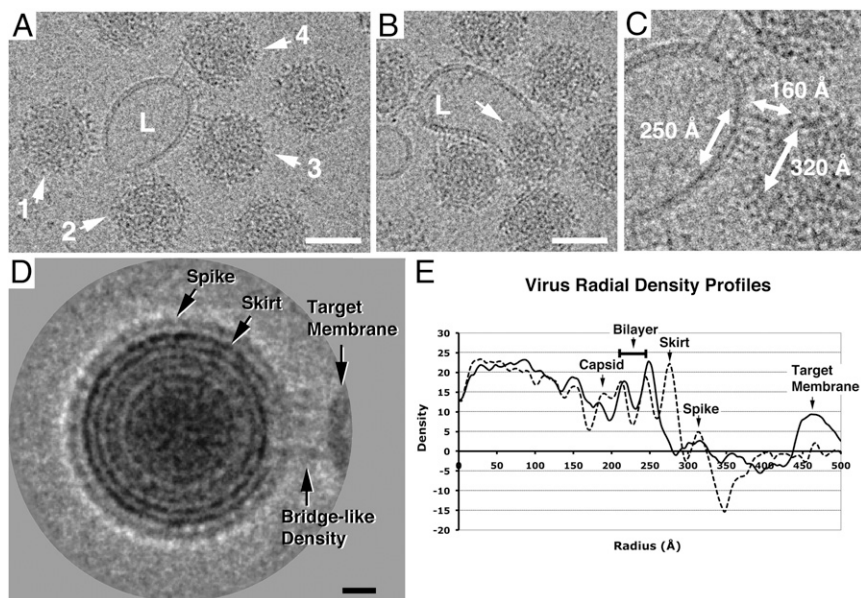 A
4
L
1
3
2
B
L
C
160 Å
250 Å
320 Å
D
Spike
Skirt
Target
Membrane
Bridge-like
Density
E
Virus Radial Density Profiles
Bilayer
Capsid
Skirt
Target
Membrane
Spike
Density
30
25
20
15
10
5
0
-5
-10
-15
-20
0
50
100
150
200
250
300
350
400
450
500
Radius (Å)